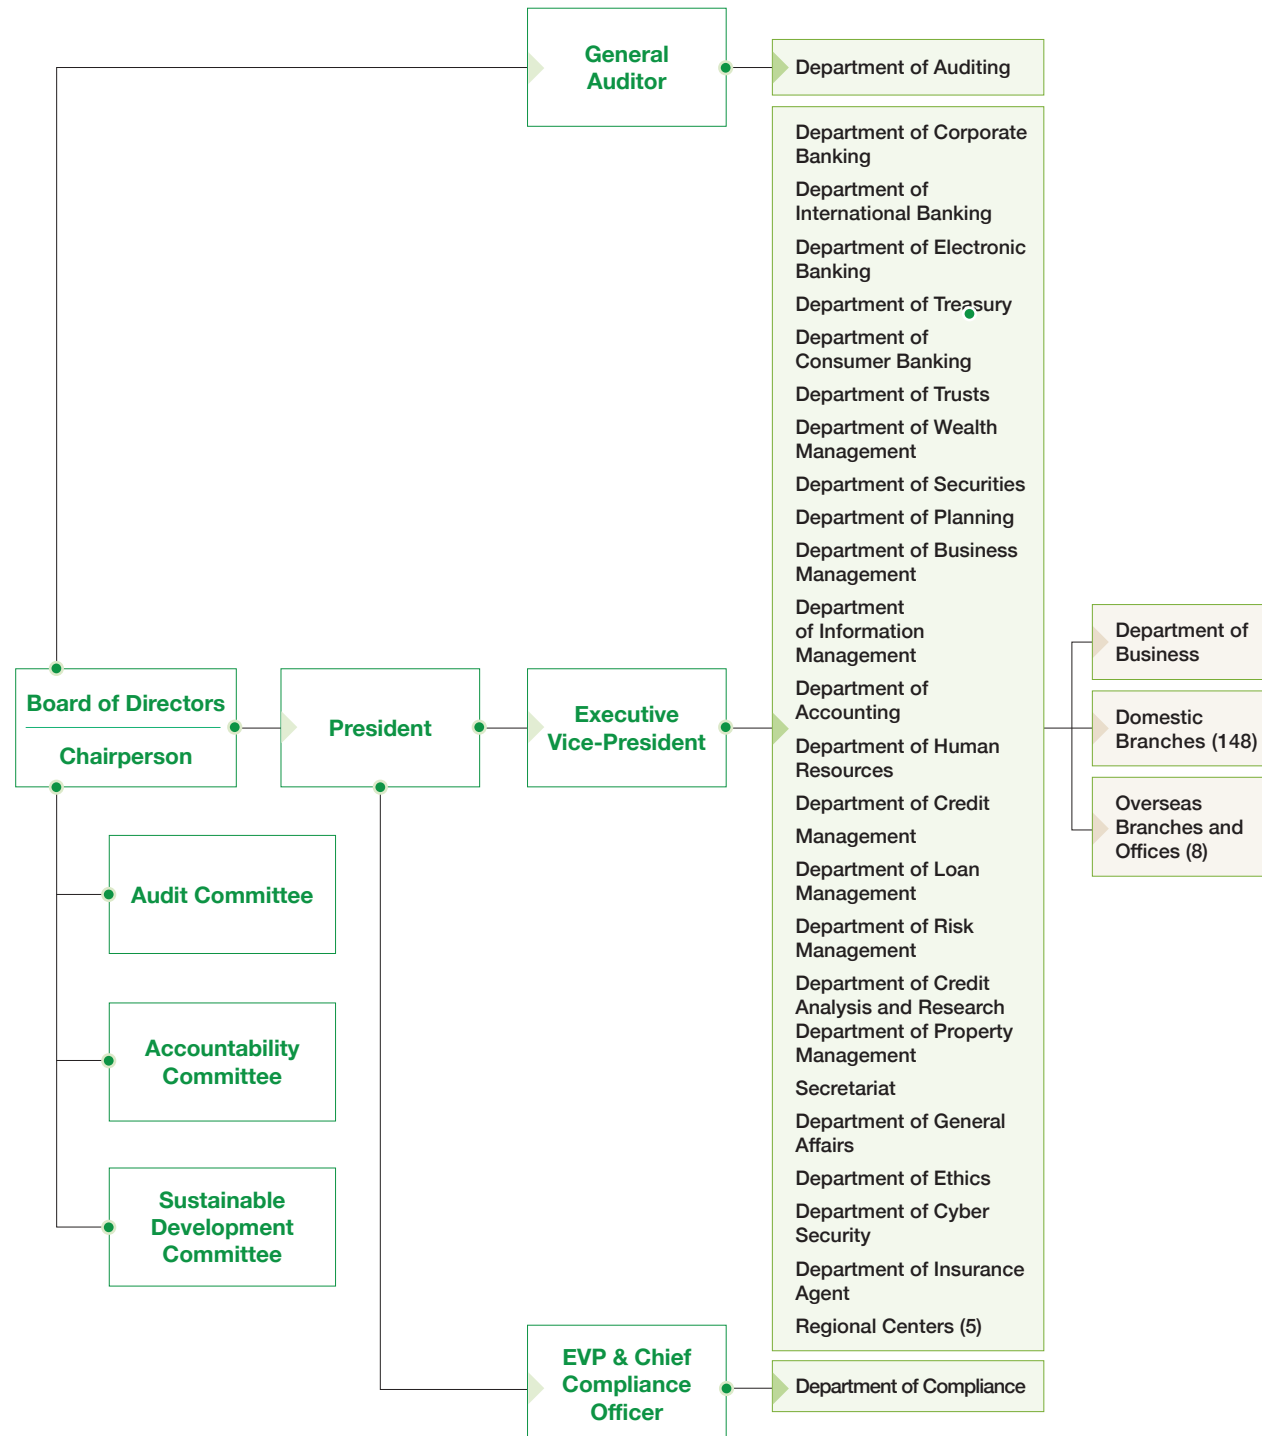 General
Auditor
Department of Auditing
Board of Directors
Chairperson
President
Executive
Vice-President
Audit Committee
Accountability
Committee
Sustainable
Development
Committee
EVP & Chief
Compliance
Officer
Department of Corporate
Banking
Department of
International Banking
Department of Electronic
Banking
Department of Treasury
Department of
Consumer Banking
Department of Trusts
Department of Wealth
Management
Department of Securities
Department of Planning
Department of Business
Management
Department
of Information
Management
Department of
Accounting
Department of Human
Resources
Department of Credit
Management
Department of Loan
Management
Department of Risk
Management
Department of Credit
Analysis and Research
Department of Property
Management
Secretariat
Department of General
Affairs
Department of Ethics
Department of Cyber
Security
Department of Insurance
Agent
Regional Centers (5)
Department of Compliance
Department of
Business
Domestic
Branches (148)
Overseas
Branches and
Offices (8)